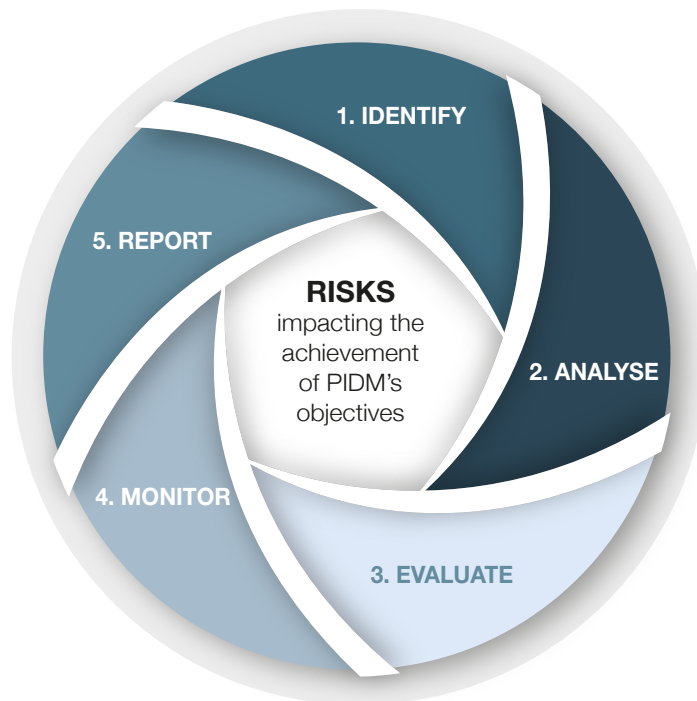 1. IDENTIFY
2. ANALYSE
3. EVALUATE
4. MONITOR
5. REPORT
RISKS
impacting the
achievement
of PIDM's
objectives